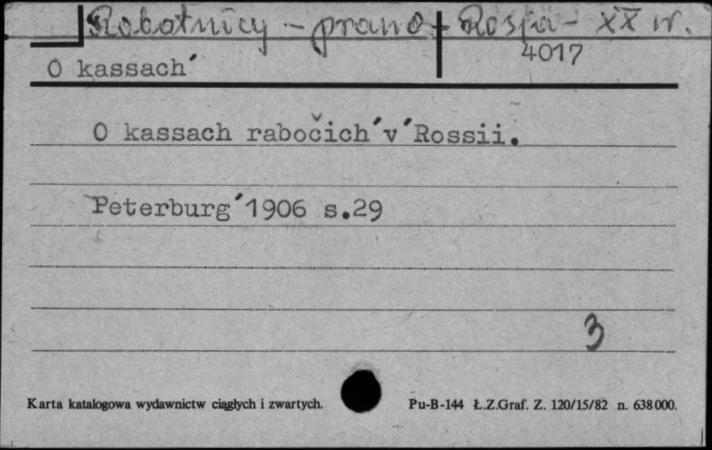 Robotnicy - prawo - Rosja - XX w.
4017
O kassach´
O kassach rabočich´v´Rossii.
Peterburg´1906 s.29
3
Karta katalogowa wydawnictw ciągłych i zwartych. Pu-B-144 Ł.Z.Graf. Z. 120/15/82 n. 638000.